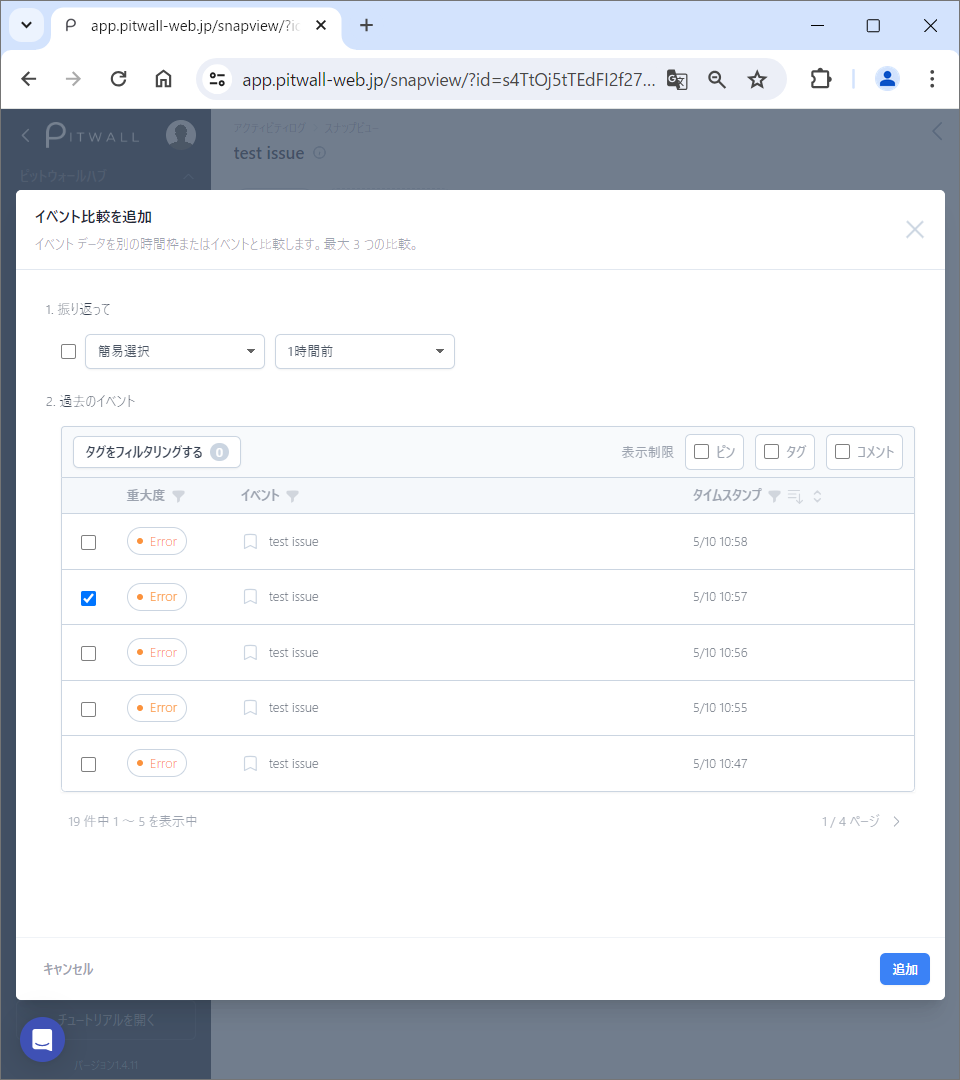 app.pitwall-web.jp/snapview/?id
app.pitwall-web.jp/snapview/?id=s4TtOj5tTEdFI2f27...
PITWALL
アクティビティログ / スナップビュー
test issue
ピットウォールハブ
イベント比較を追加
イベント データを別の時間枠またはイベントと比較します。最大 3 つの比較。
1. 振り返って
簡易選択
1時間前
2. 過去のイベント
タグをフィルタリングする 0
表示制限 ピン タグ コメント
重大度 イベント タイムスタンプ
Error test issue 5/10 10:58
Error test issue 5/10 10:57
Error test issue 5/10 10:56
Error test issue 5/10 10:55
Error test issue 5/10 10:47
19 件中 1 ～ 5 を表示中
1 / 4 ページ
キャンセル
追加
チュートリアルを開く
バージョン1.4.11